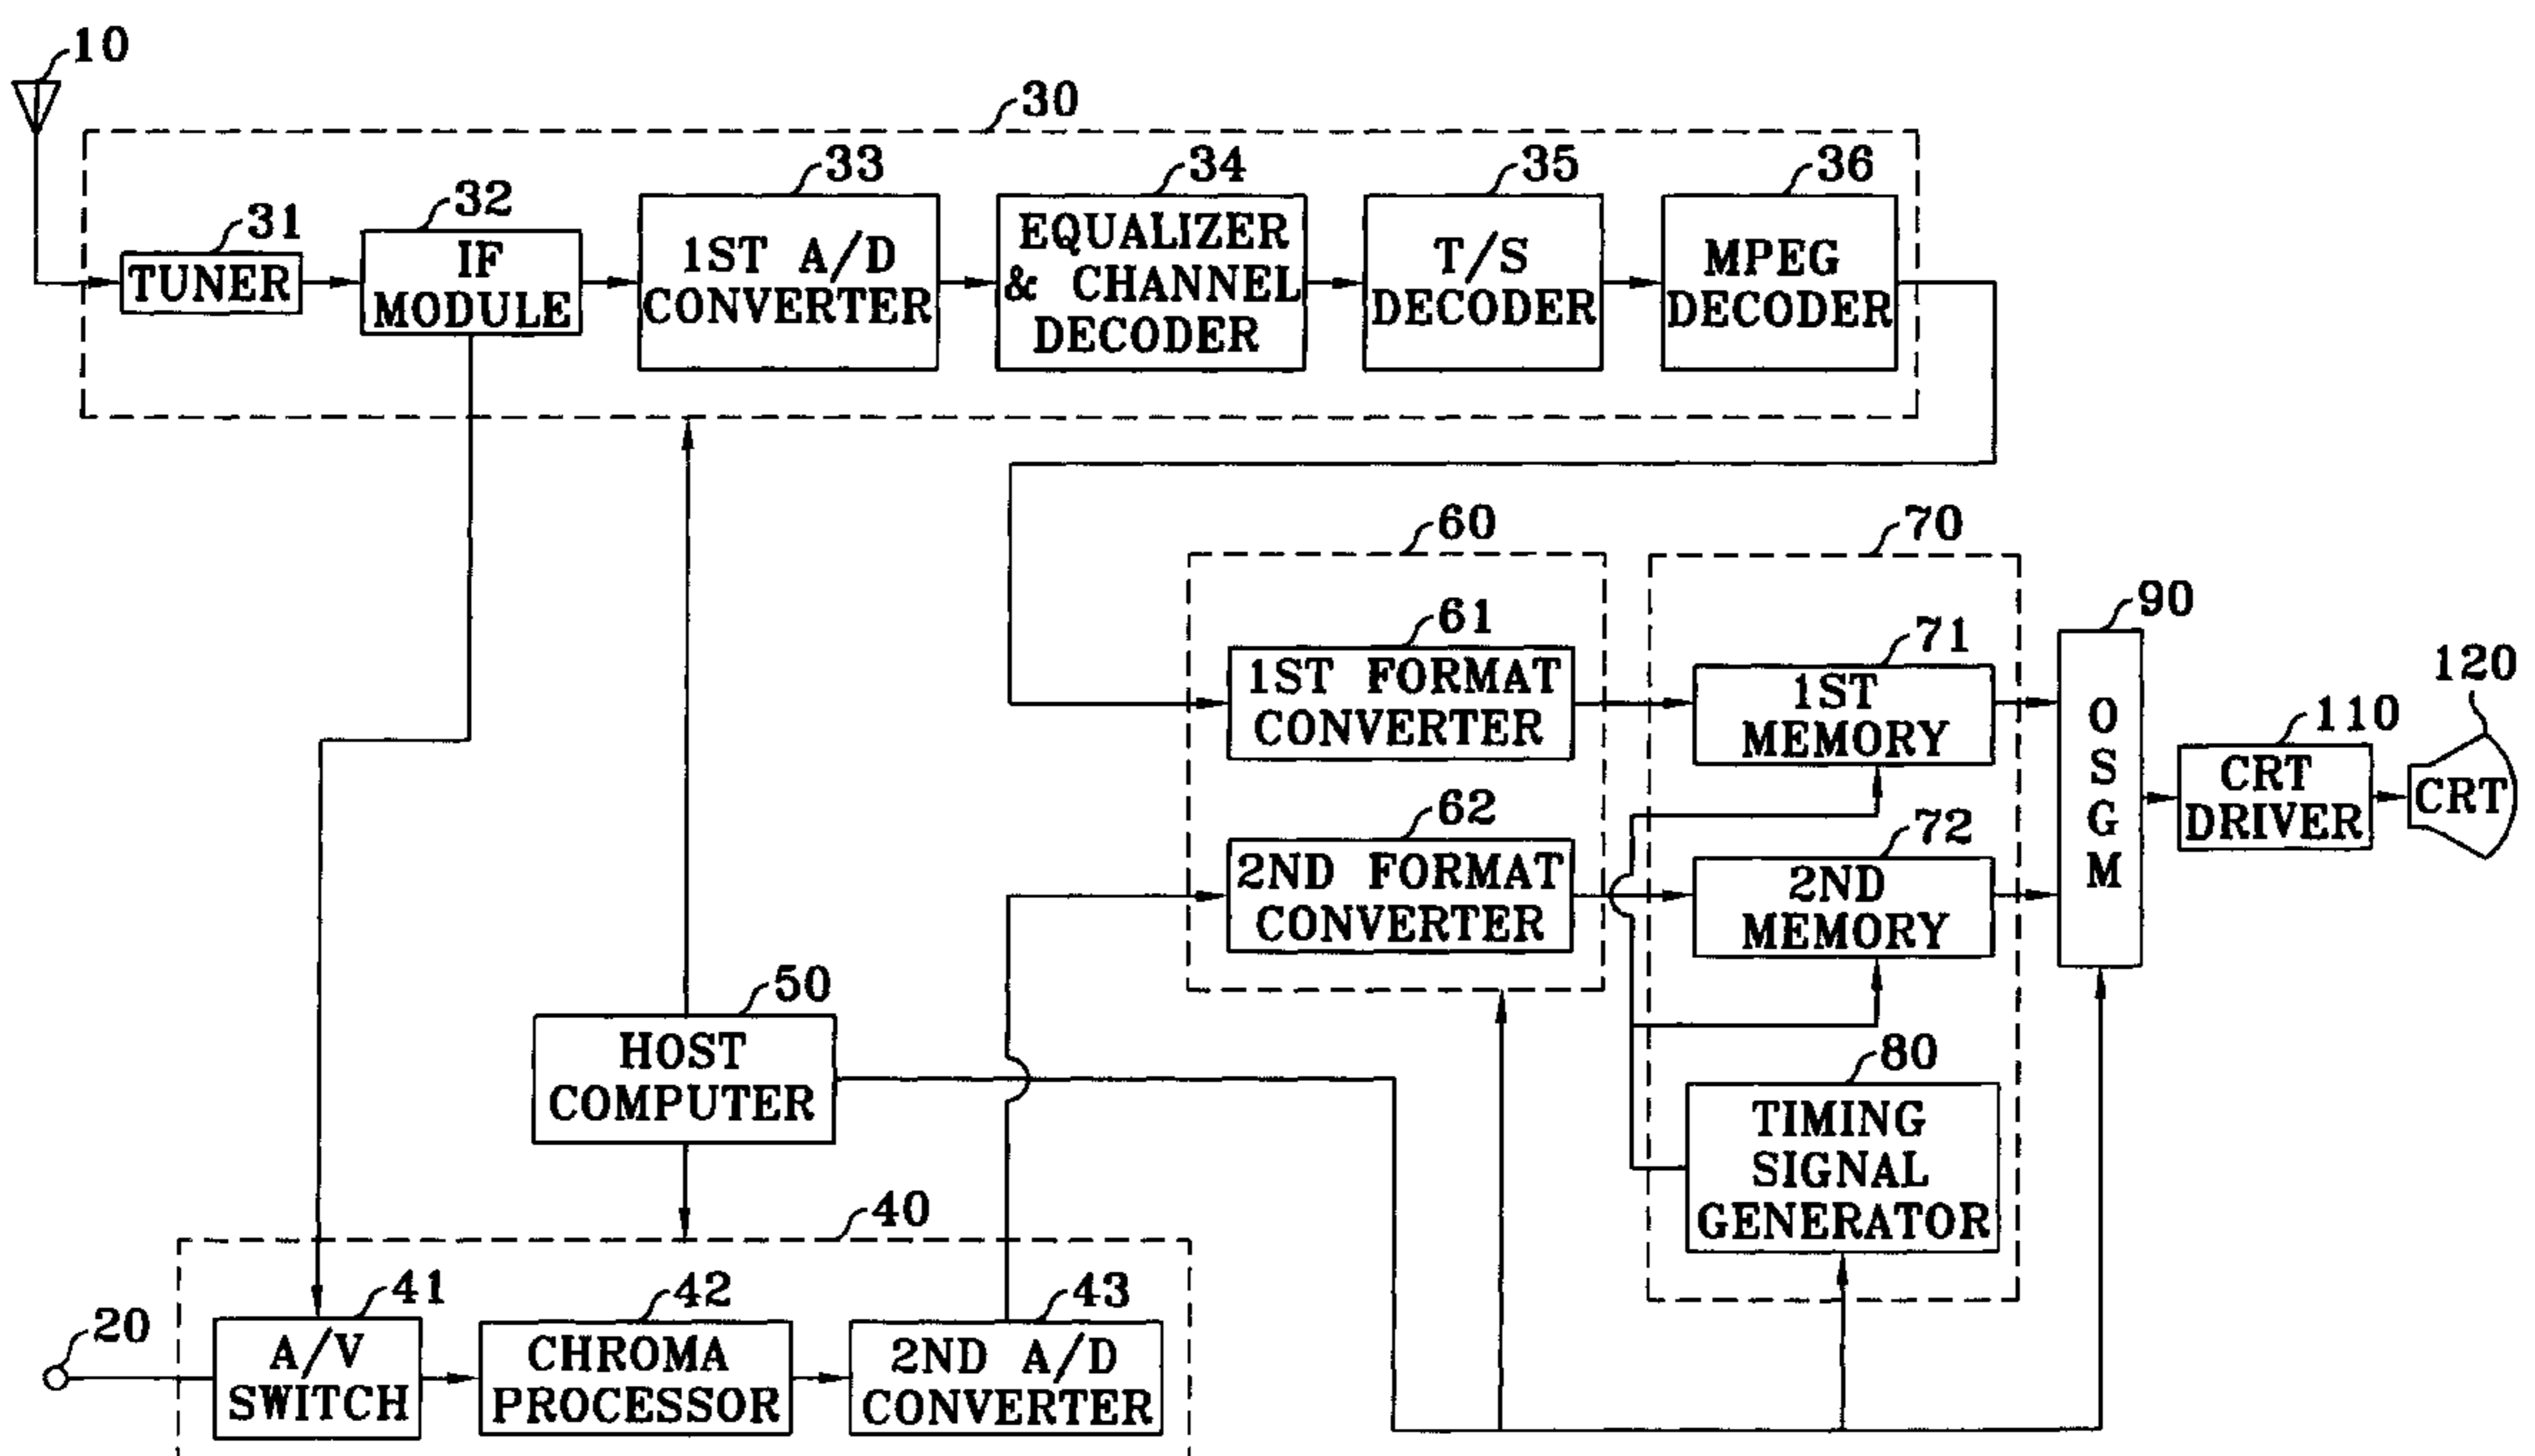 10
30
33
34
35
36
32
31
TUNER
IF
MODULE
1ST A/D
CONVERTER
EQUALIZER
& CHANNEL
DECODER
T/S
DECODER
MPEG
DECODER
60
70
90
61
71
120
1ST FORMAT
CONVERTER
1ST
MEMORY
110
O
S
G
M
CRT
DRIVER
CRT
62
72
2ND FORMAT
CONVERTER
2ND
MEMORY
50
HOST
COMPUTER
80
TIMING
SIGNAL
GENERATOR
40
20
41
42
43
A/V
SWITCH
CHROMA
PROCESSOR
2ND A/D
CONVERTER